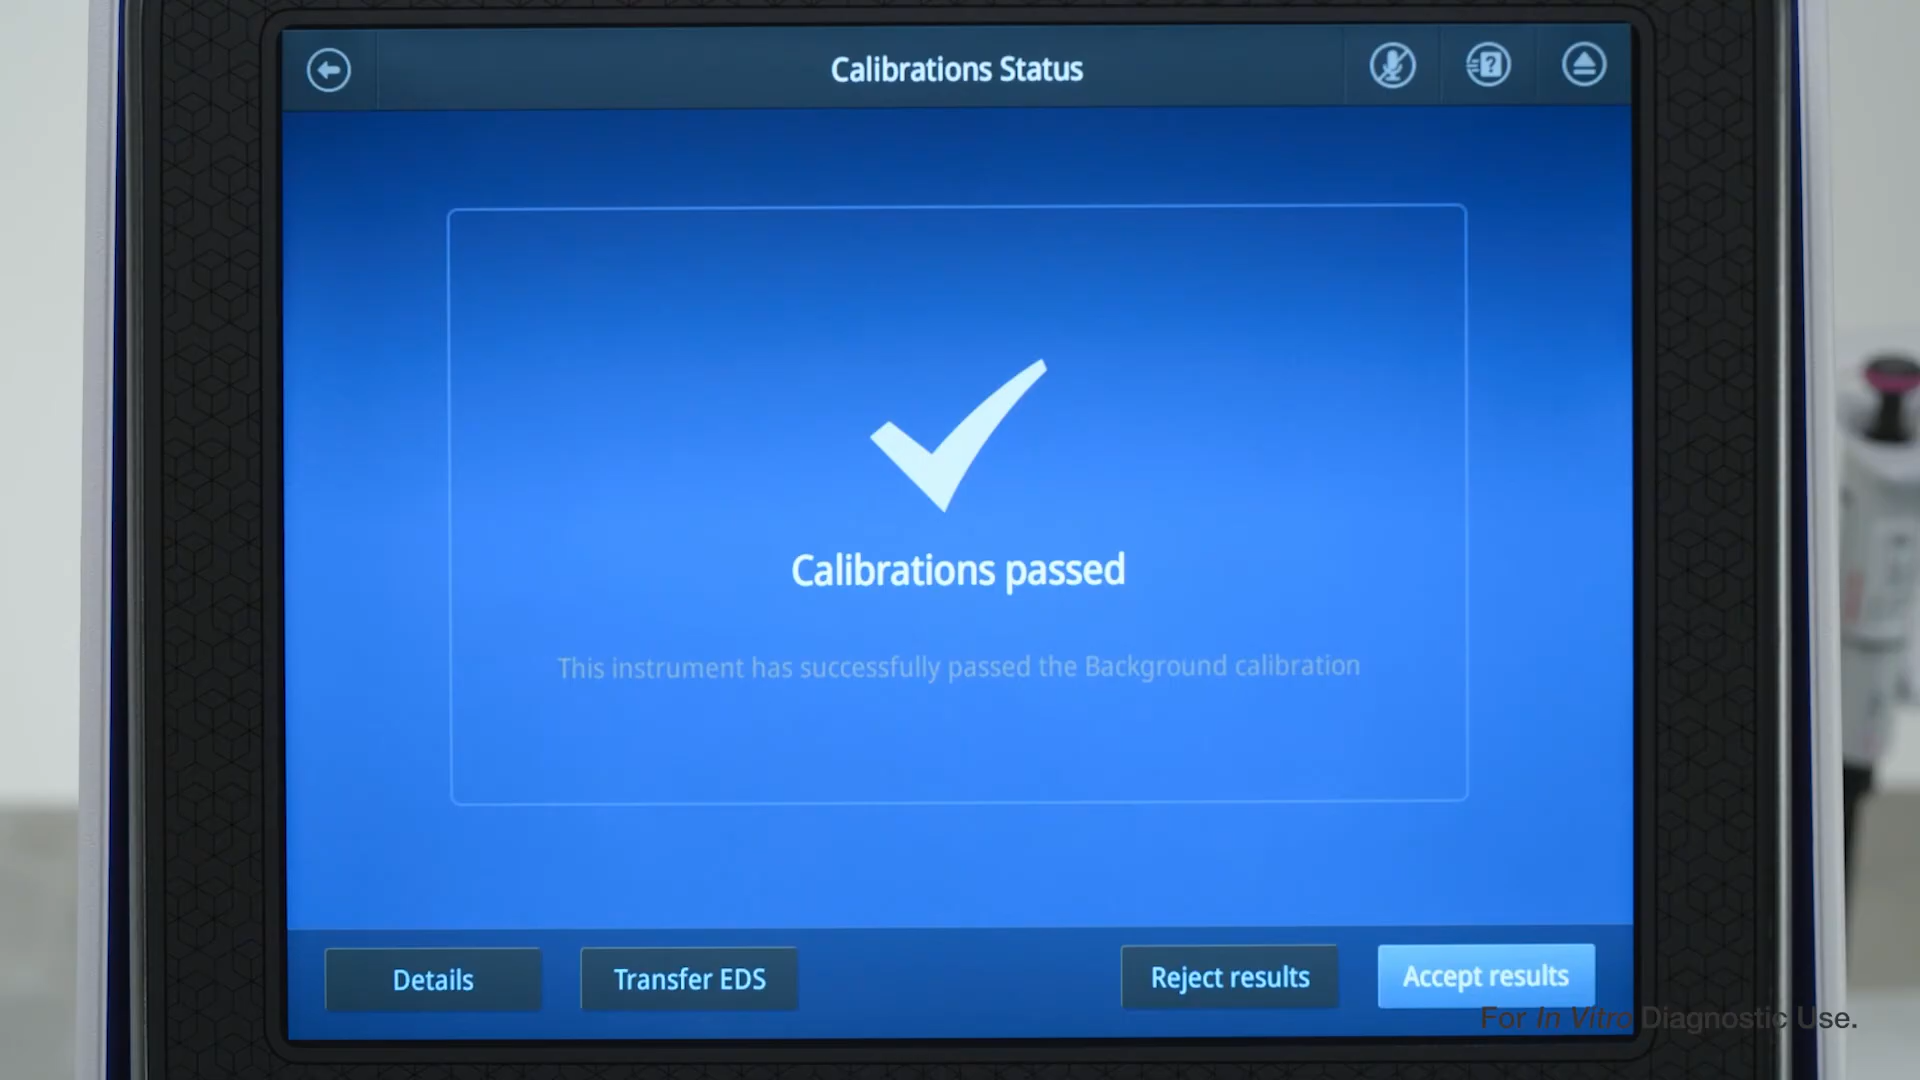 Calibrations Status
Calibrations passed
This instrument has successfully passed the Background calibration
Details
Transfer EDS
Reject results
Accept results
For In Vitro Diagnostic Use.